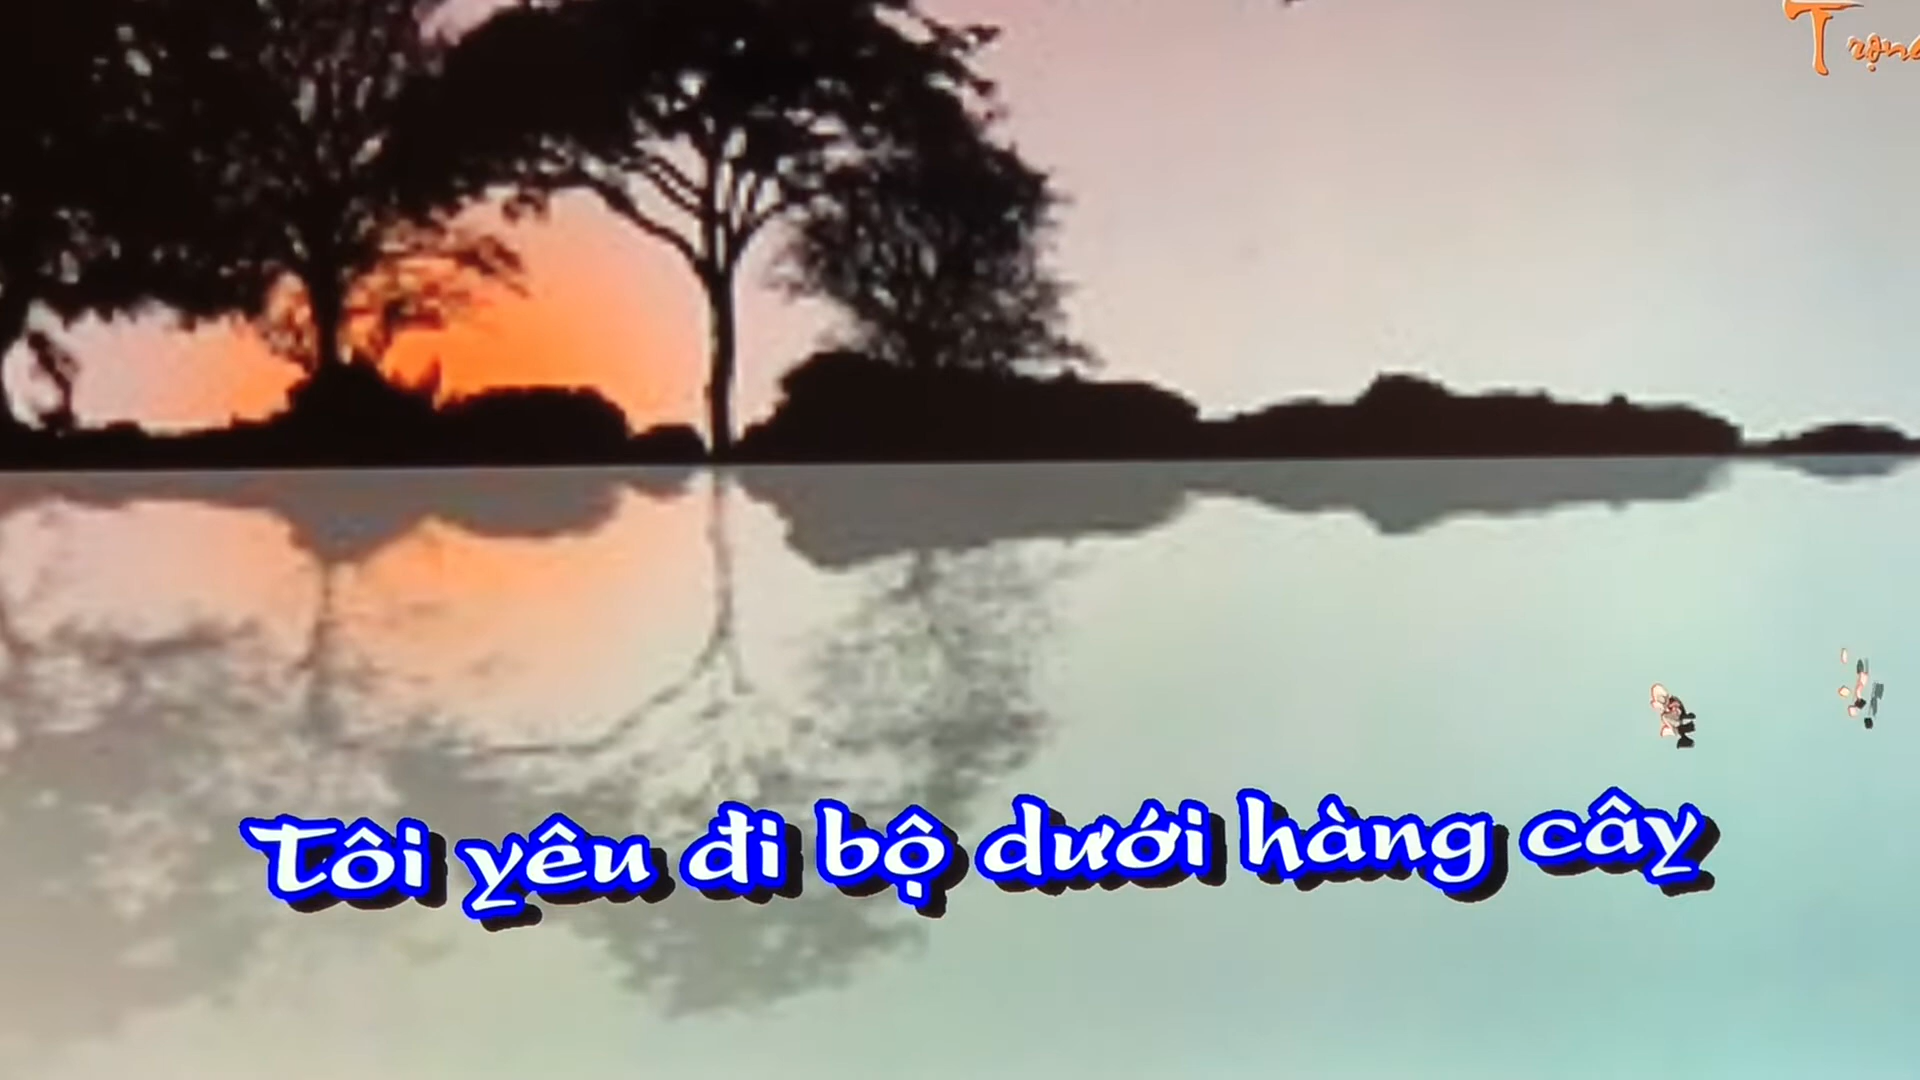 Tôi yêu đi bộ dưới hàng cây